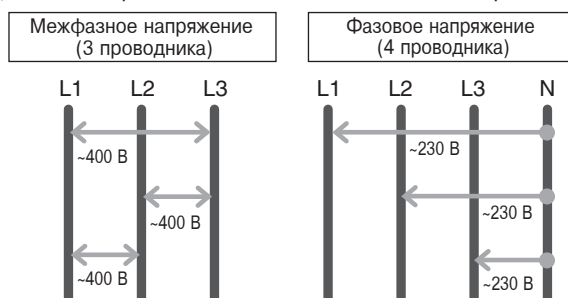 Межфазное напряжение
(3 проводника)
L1 L2 L3
~400 В
~400 В
~400 В
Фазовое напряжение
(4 проводника)
L1 L2 L3 N
~230 В
~230 В
~230 В